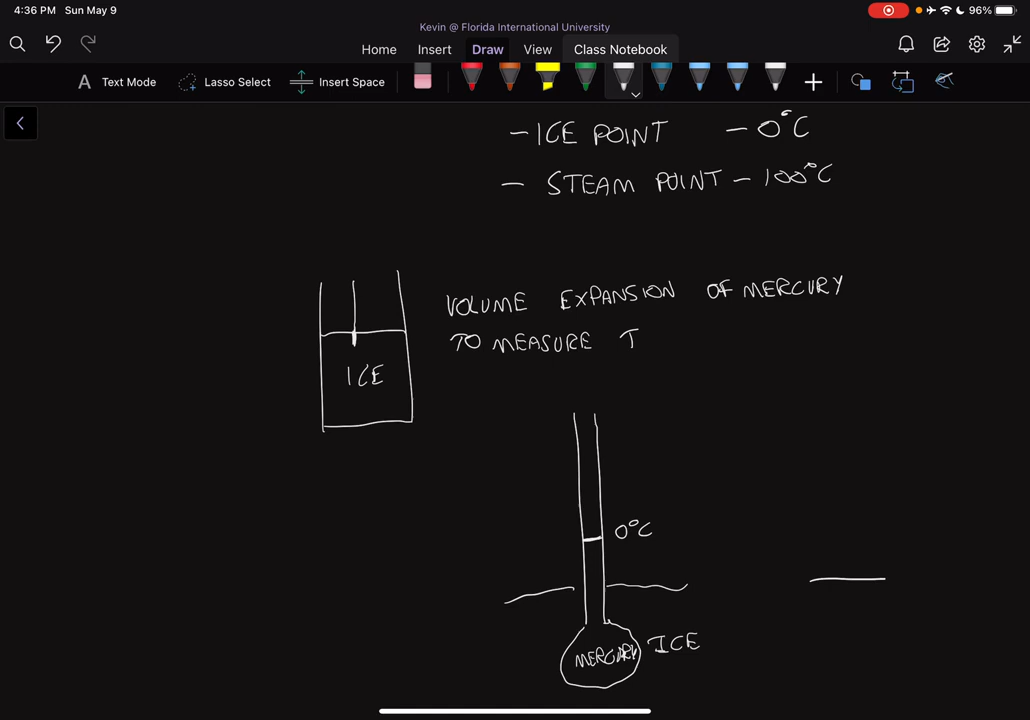 4:36 PM Sun May 9
96%
Kevin @ Florida International University
Home Insert Draw View Class Notebook
A Text Mode Lasso Select Insert Space
- ICE POINT - 0°C
- STEAM POINT - 100°C
VOLUME EXPANSION OF MERCURY
TO MEASURE T
ICE
0°C
MERCURY ICE